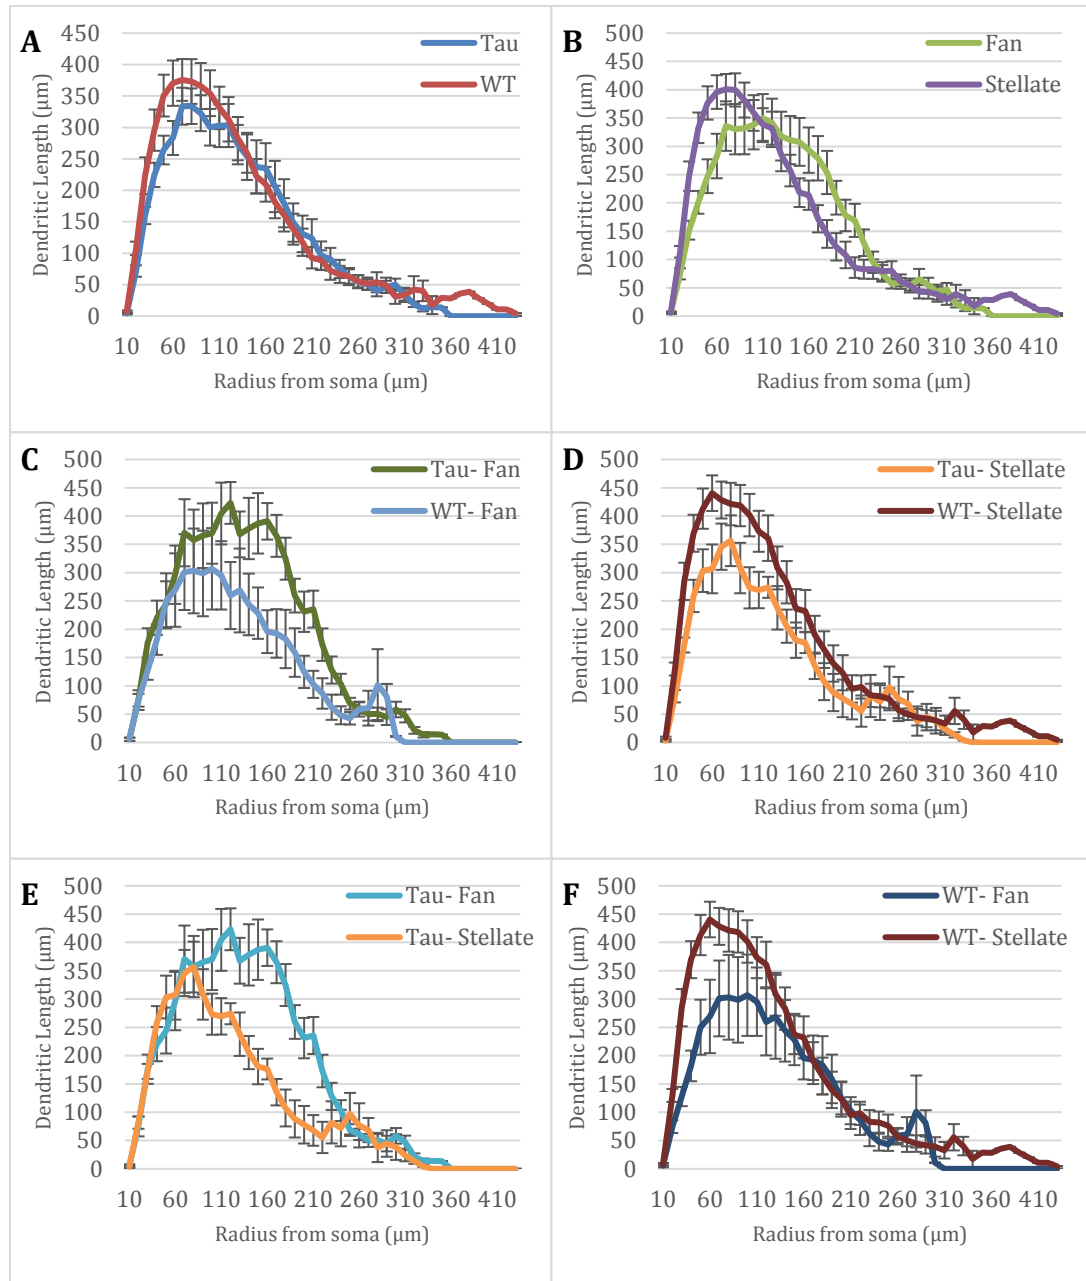 A
Tau
WT
Dendritic Length (µm)
450
400
350
300
250
200
150
100
50
0
10 60 110 160 210 260 310 360 410
Radius from soma (µm)
B
Fan
Stellate
Dendritic Length (µm)
500
450
400
350
300
250
200
150
100
50
0
10 60 110 160 210 260 310 360 410
Radius from soma (µm)
C
Tau- Fan
WT- Fan
Dendritic Length (µm)
500
450
400
350
300
250
200
150
100
50
0
10 60 110 160 210 260 310 360 410
Radius from soma (µm)
D
Tau- Stellate
WT- Stellate
Dendritic Length (µm)
500
450
400
350
300
250
200
150
100
50
0
10 60 110 160 210 260 310 360 410
Radius from soma (µm)
E
Tau- Fan
Tau- Stellate
Dendritic Length (µm)
500
450
400
350
300
250
200
150
100
50
0
10 60 110 160 210 260 310 360 410
Radius from soma (µm)
F
WT- Fan
WT- Stellate
Dendritic Length (µm)
500
450
400
350
300
250
200
150
100
50
0
10 60 110 160 210 260 310 360 410
Radius from soma (µm)